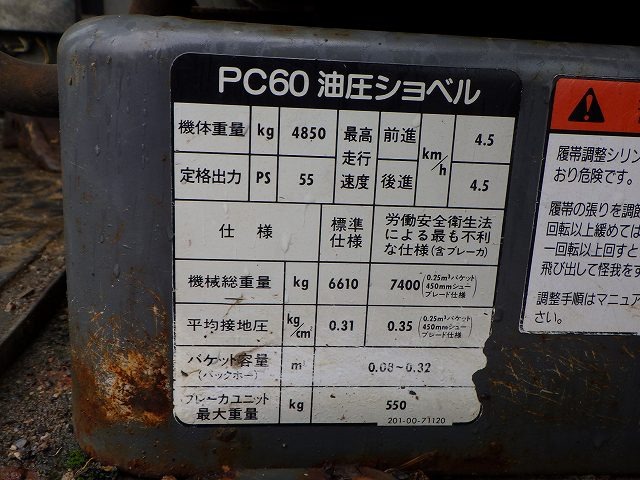 PC60 油圧ショベル
機体重量 kg 4850 最高走行速度 前進 km/h 4.5
定格出力 PS 55 後進 4.5
仕様 標準仕様 労働安全衛生法による最も不利な仕様(含ブレーカ)
機械総重量 kg 6610 7400 (0.25m³バケット 450mmシュー ブレード仕様)
平均接地圧 kg/cm² 0.31 0.35 (0.25m³バケット 450mmシュー ブレード仕様)
バケット容量 (バックホー) m 0.08~0.32
ブレーカユニット最大重量 kg 550
201-00-71120
履帯調整シリン
おり危険です。
履帯の張りを調節
回転以上緩めては
一回転以上回すと
飛び出して怪我を
調整手順はマニュア
さい。